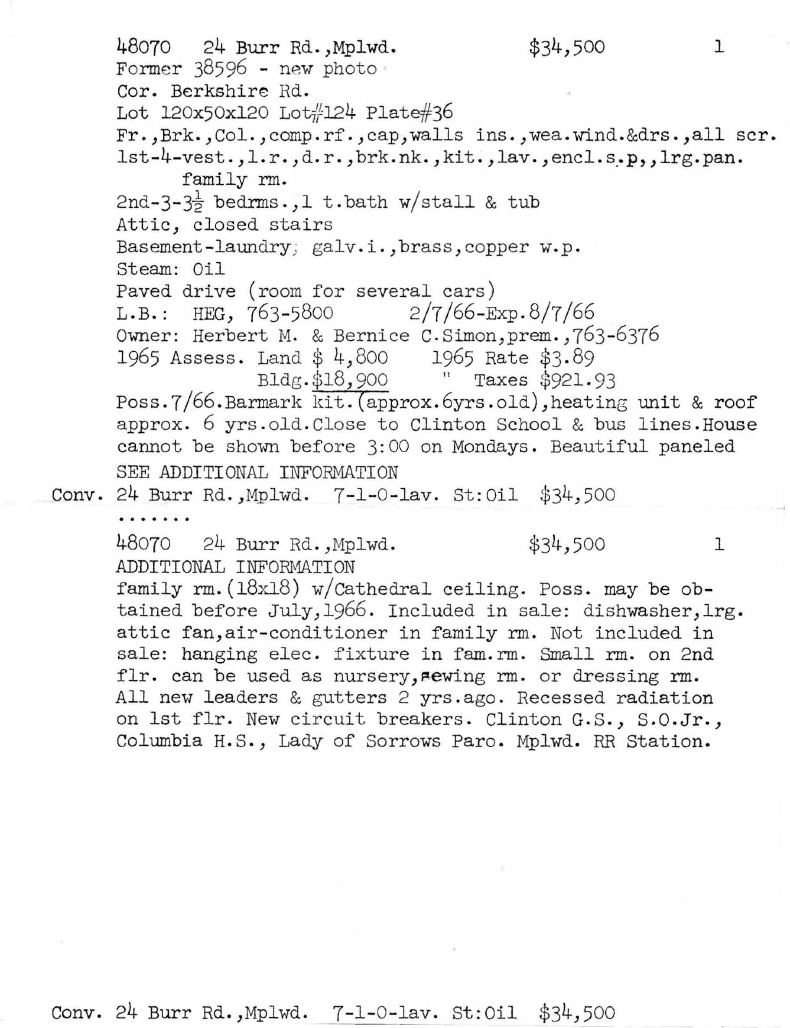 48070 24 Burr Rd.,Mplwd. $34,500 1
Former 38596 - new photo
Cor. Berkshire Rd.
Lot 120x50x120 Lot#124 Plate#36
Fr.,Brk.,Col.,comp.rf.,cap,walls ins.,wea.wind.&drs.,all scr.
1st-4-vest.,l.r.,d.r.,brk.nk.,kit.,lav.,encl.s.p,,lrg.pan.
family rm.
2nd-3-3½ bedrms.,1 t.bath w/stall & tub
Attic, closed stairs
Basement-laundry; galv.i.,brass,copper w.p.
Steam: Oil
Paved drive (room for several cars)
L.B.: HEG, 763-5800 2/7/66-Exp.8/7/66
Owner: Herbert M. & Bernice C.Simon,prem.,763-6376
1965 Assess. Land $ 4,800 1965 Rate $3.89
Bldg.$18,900 " Taxes $921.93
Poss.7/66.Barmark kit.(approx.6yrs.old),heating unit & roof
approx. 6 yrs.old.Close to Clinton School & bus lines.House
cannot be shown before 3:00 on Mondays. Beautiful paneled
SEE ADDITIONAL INFORMATION
Conv. 24 Burr Rd.,Mplwd. 7-1-0-lav. St:Oil $34,500
.......
48070 24 Burr Rd.,Mplwd. $34,500 1
ADDITIONAL INFORMATION
family rm.(18x18) w/Cathedral ceiling. Poss. may be ob-
tained before July,1966. Included in sale: dishwasher,lrg.
attic fan,air-conditioner in family rm. Not included in
sale: hanging elec. fixture in fam.rm. Small rm. on 2nd
flr. can be used as nursery,sewing rm. or dressing rm.
All new leaders & gutters 2 yrs.ago. Recessed radiation
on 1st flr. New circuit breakers. Clinton G.S., S.O.Jr.,
Columbia H.S., Lady of Sorrows Paro. Mplwd. RR Station.
Conv. 24 Burr Rd.,Mplwd. 7-1-0-lav. St:Oil $34,500